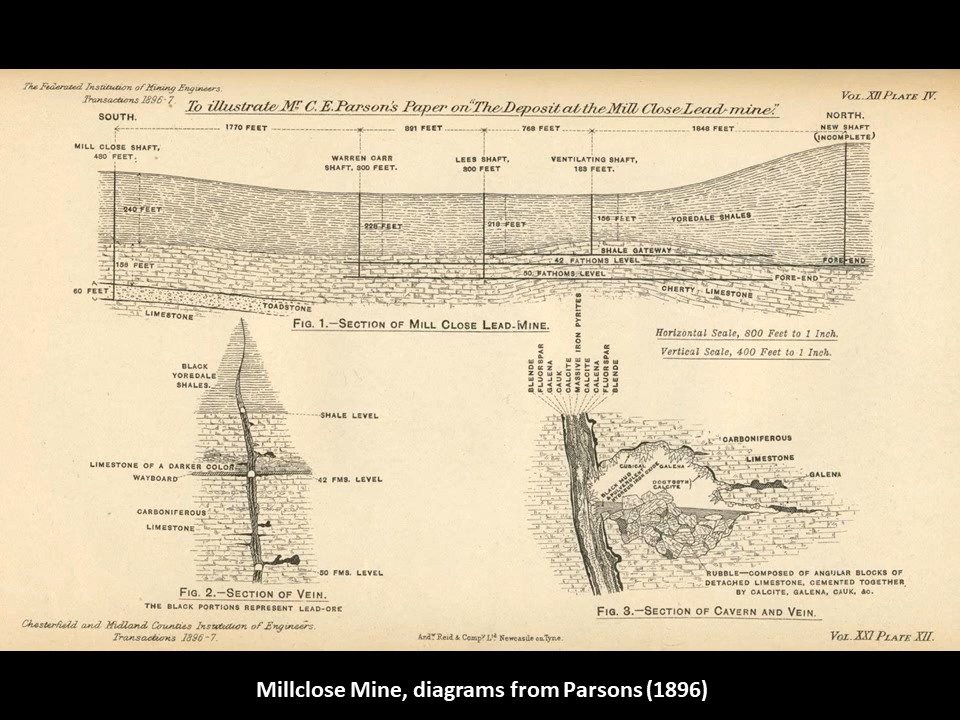 The Federated Institution of Mining Engineers.
Transactions 1896-7.
VOL. XII PLATE IV.
To illustrate Mr. C. E. Parson's Paper on "The Deposit at the Mill Close Lead-mine."
SOUTH.
NORTH.
1770 FEET
891 FEET
768 FEET
1848 FEET
NEW SHAFT
(INCOMPLETE)
MILL CLOSE SHAFT,
480 FEET.
WARREN CARR
SHAFT, 300 FEET.
LEES SHAFT,
300 FEET
VENTILATING SHAFT,
183 FEET.
240 FEET
228 FEET
219 FEET
156 FEET
YOREDALE SHALES
SHALE GATEWAY
42 FATHOMS LEVEL
FORE-END
156 FEET
50 FATHOMS LEVEL
FORE-END
60 FEET
TOADSTONE
CHERTY LIMESTONE
LIMESTONE
FIG. 1.—SECTION OF MILL CLOSE LEAD-MINE.
Horizontal Scale, 800 Feet to 1 Inch.
Vertical Scale, 400 Feet to 1 Inch.
BLACK
YOREDALE
SHALES.
SHALE LEVEL
LIMESTONE OF A DARKER COLOR
WAYBOARD
42 FMS. LEVEL
CARBONIFEROUS
LIMESTONE
50 FMS. LEVEL
FIG. 2.—SECTION OF VEIN.
THE BLACK PORTIONS REPRESENT LEAD-ORE
BLENDE
FLUORSPAR
GALENA
CAUK
CALCITE
MASSIVE IRON PYRITES
CALCITE
GALENA
FLUORSPAR
BLENDE
CARBONIFEROUS
LIMESTONE
GALENA
CUBICAL GALENA
DOGTOOTH
CALCITE
BLACK MUD
RUBBLE—COMPOSED OF ANGULAR BLOCKS OF
DETACHED LIMESTONE, CEMENTED TOGETHER
BY CALCITE, GALENA, CAUK, &C.
FIG. 3.—SECTION OF CAVERN AND VEIN.
Chesterfield and Midland Counties Institution of Engineers.
Transactions 1896-7.
Andw. Reid & Compy. Ld. Newcastle on Tyne.
VOL. XXI PLATE XII.
Millclose Mine, diagrams from Parsons (1896)